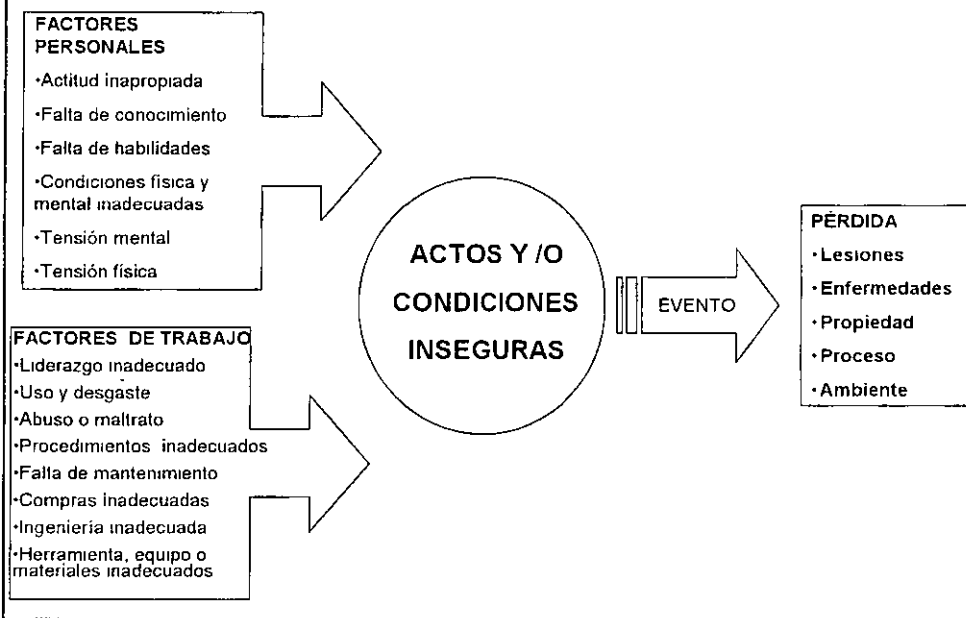 FACTORES
PERSONALES
•Actitud inapropiada
•Falta de conocimiento
•Falta de habilidades
•Condiciones física y
mental inadecuadas
•Tensión mental
•Tensión física
FACTORES DE TRABAJO
•Liderazgo inadecuado
•Uso y desgaste
•Abuso o maltrato
•Procedimientos inadecuados
•Falta de mantenimiento
•Compras inadecuadas
•Ingeniería inadecuada
•Herramienta, equipo o
materiales inadecuados
ACTOS Y /O
CONDICIONES
INSEGURAS
EVENTO
PÉRDIDA
•Lesiones
•Enfermedades
•Propiedad
•Proceso
•Ambiente